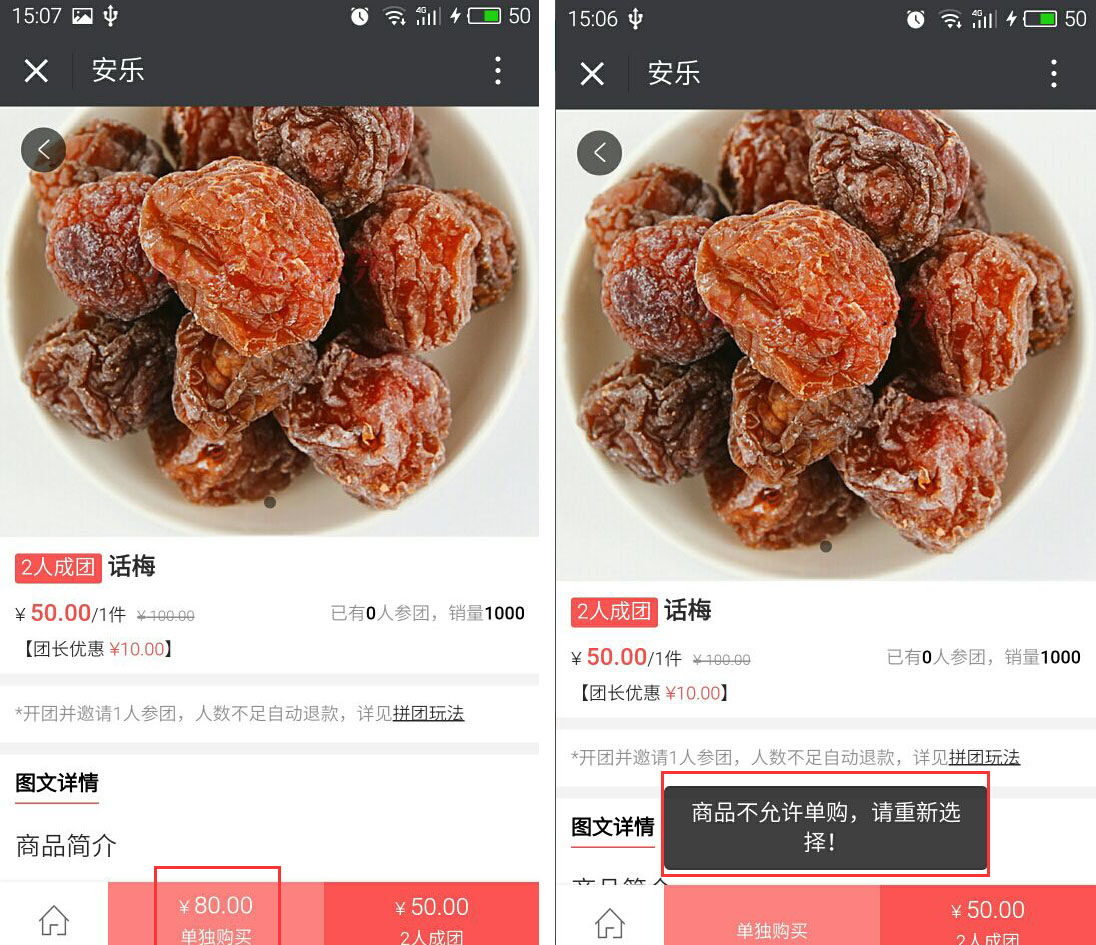 15:07
4G
50
安乐
2人成团 话梅
¥ 50.00/1件 ¥ 100.00 已有0人参团，销量1000
【团长优惠 ¥10.00】
*开团并邀请1人参团，人数不足自动退款，详见拼团玩法
图文详情
商品简介
¥ 80.00
单独购买
¥ 50.00
2人成团
15:06
4G
50
安乐
2人成团 话梅
¥ 50.00/1件 ¥ 100.00 已有0人参团，销量1000
【团长优惠 ¥10.00】
*开团并邀请1人参团，人数不足自动退款，详见拼团玩法
图文详情
商品不允许单购，请重新选
择！
商品简介
单独购买
¥ 50.00
2人成团